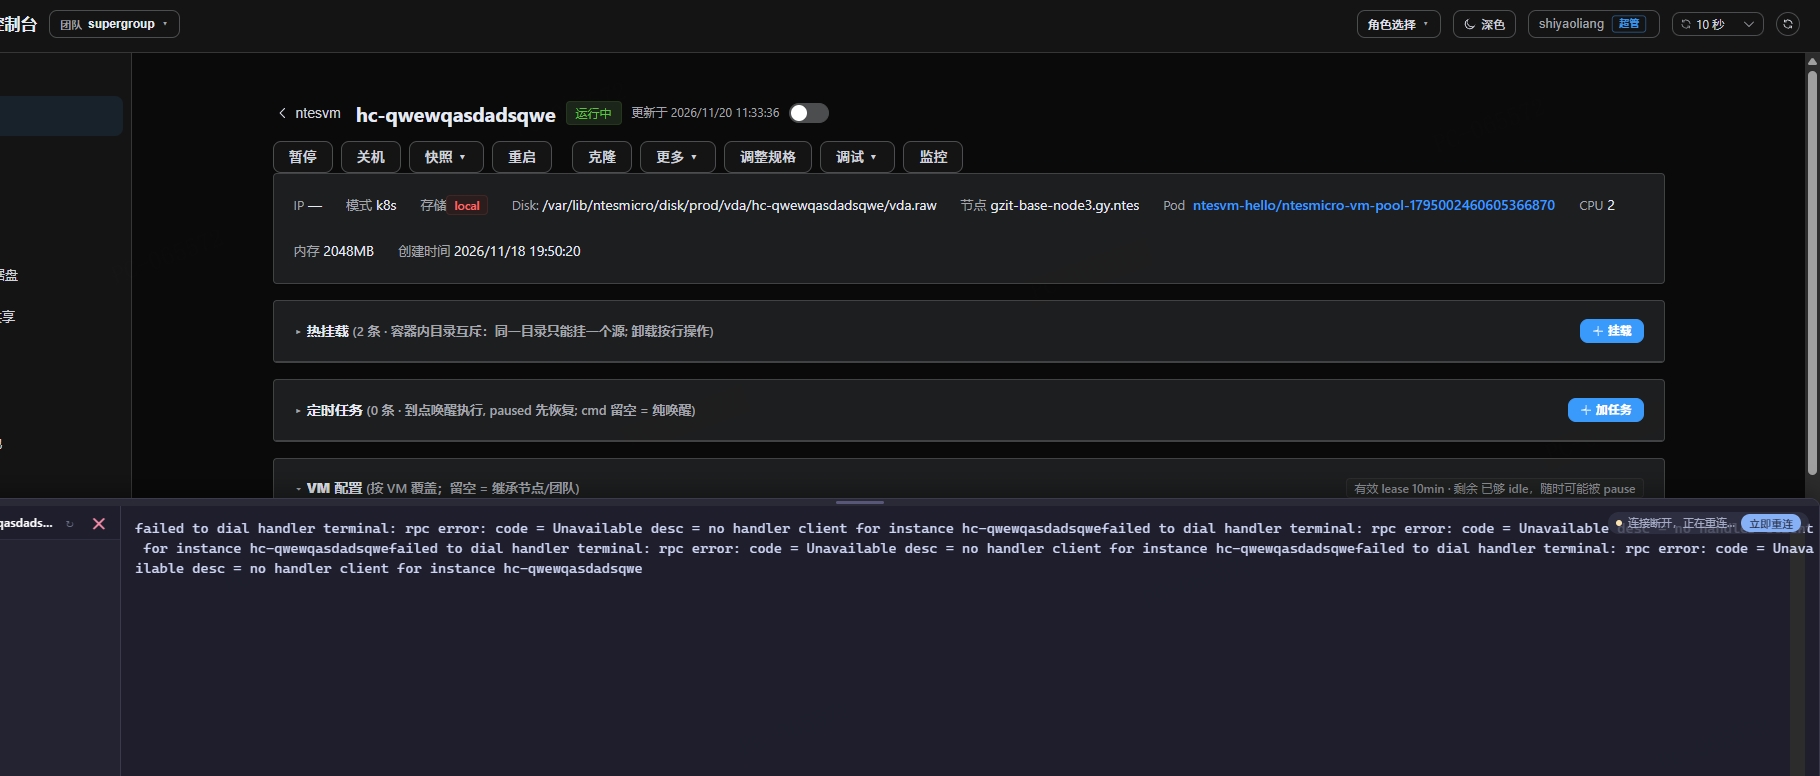 控制台 团队 supergroup 角色选择 深色 shiyaoliang 超管 10 秒
ntesvm hc-qwewqasdadsqwe 运行中 更新于 2026/11/20 11:33:36
暂停 关机 快照 重启 克隆 更多 调整规格 调试 监控
IP — 模式 k8s 存储 local Disk: /var/lib/ntesmicro/disk/prod/vda/hc-qwewqasdadsqwe/vda.raw 节点 gzit-base-node3.gy.ntes Pod ntesvm-hello/ntesmicro-vm-pool-1795002460605366870 CPU 2
内存 2048MB 创建时间 2026/11/18 19:50:20
盘
享
热挂载 (2 条 · 容器内目录互斥：同一目录只能挂一个源; 卸载按行操作) + 挂载
定时任务 (0 条 · 到点唤醒执行, paused 先恢复; cmd 留空 = 纯唤醒) + 加任务
VM 配置 (按 VM 覆盖；留空 = 继承节点/团队) 有效 lease 10min · 剩余 已够 idle，随时可能被 pause
qasdads...
连接断开，正在重连... 立即重连
failed to dial handler terminal: rpc error: code = Unavailable desc = no handler client for instance hc-qwewqasdadsqwefailed to dial handler terminal: rpc error: code = Unavailable desc = no handl
for instance hc-qwewqasdadsqwefailed to dial handler terminal: rpc error: code = Unavailable desc = no handler client for instance hc-qwewqasdadsqwefailed to dial handler terminal: rpc error: code = Unava
ilable desc = no handler client for instance hc-qwewqasdadsqwe